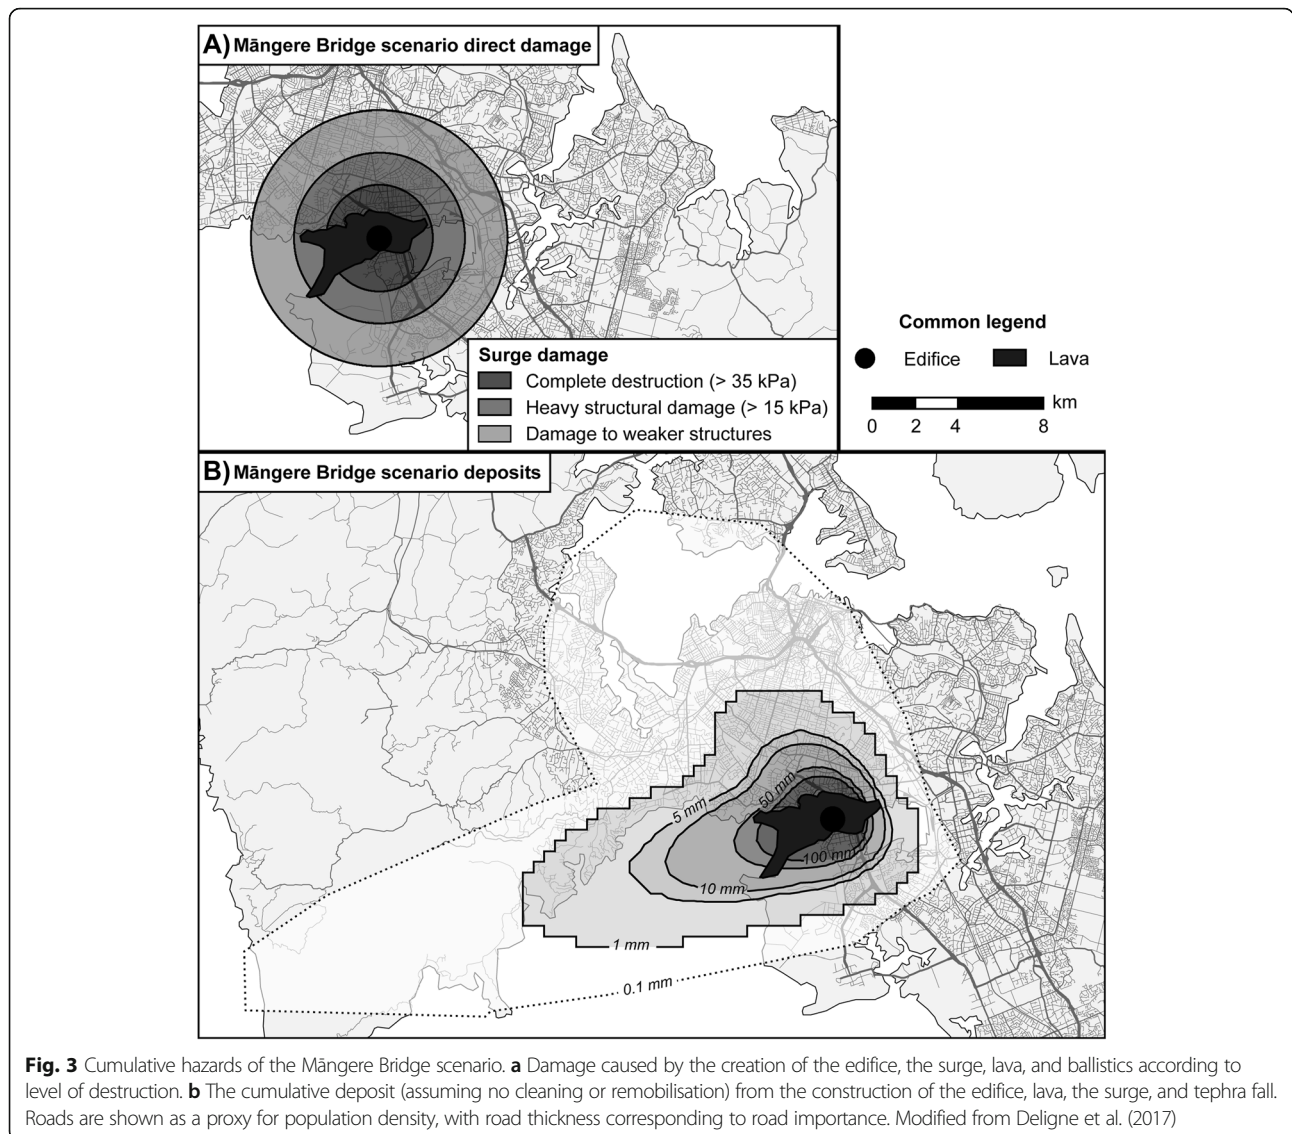 A) Māngere Bridge scenario direct damage
Surge damage
Complete destruction (> 35 kPa)
Heavy structural damage (> 15 kPa)
Damage to weaker structures
Common legend
Edifice
Lava
km
0 2 4 8
B) Māngere Bridge scenario deposits
50 mm
5 mm
100 mm
10 mm
1 mm
0.1 mm
Fig. 3 Cumulative hazards of the Māngere Bridge scenario. a Damage caused by the creation of the edifice, the surge, lava, and ballistics according to
level of destruction. b The cumulative deposit (assuming no cleaning or remobilisation) from the construction of the edifice, lava, the surge, and tephra fall.
Roads are shown as a proxy for population density, with road thickness corresponding to road importance. Modified from Deligne et al. (2017)